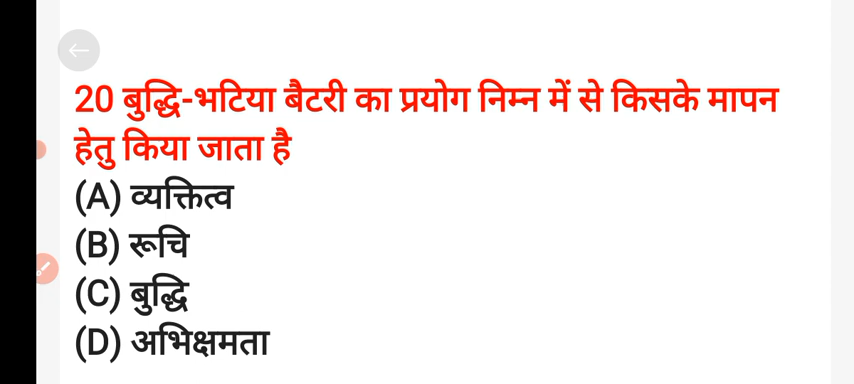 20 बुद्धि-भटिया बैटरी का प्रयोग निम्न में से किसके मापन
हेतु किया जाता है
(A) व्यक्तित्व
(B) रूचि
(C) बुद्धि
(D) अभिक्षमता